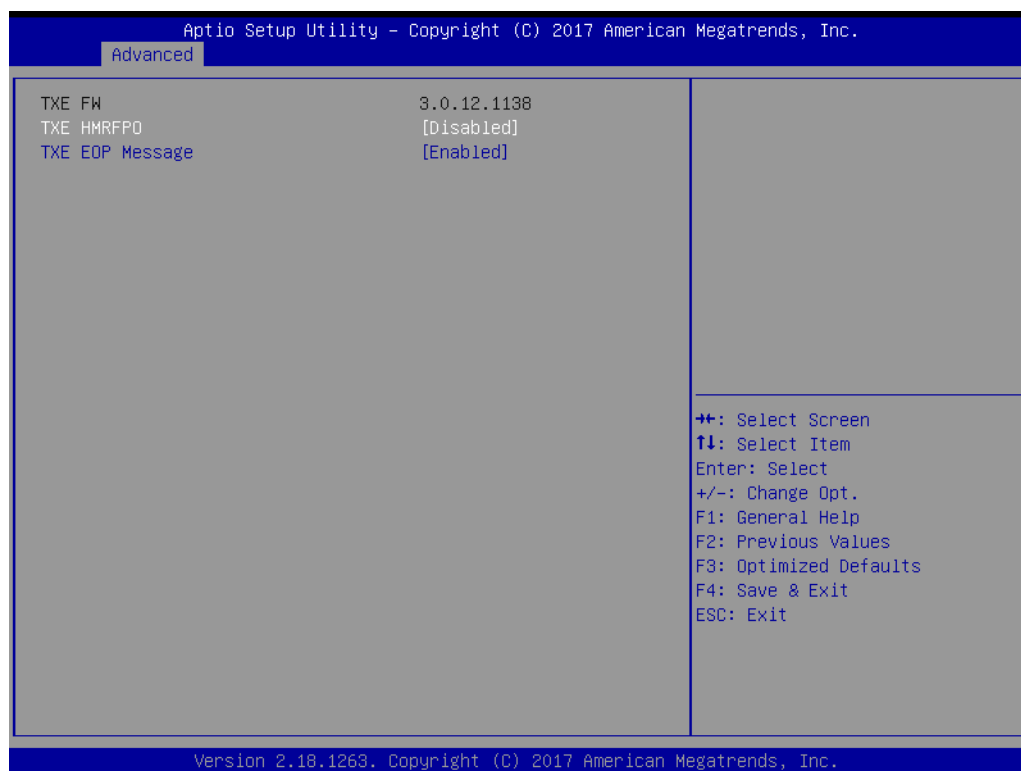 Aptio Setup Utility – Copyright (C) 2017 American Megatrends, Inc.
Advanced
TXE FW 3.0.12.1138
TXE HMRFPO [Disabled]
TXE EOP Message [Enabled]
→←: Select Screen
↑↓: Select Item
Enter: Select
+/-: Change Opt.
F1: General Help
F2: Previous Values
F3: Optimized Defaults
F4: Save & Exit
ESC: Exit
Version 2.18.1263. Copyright (C) 2017 American Megatrends, Inc.